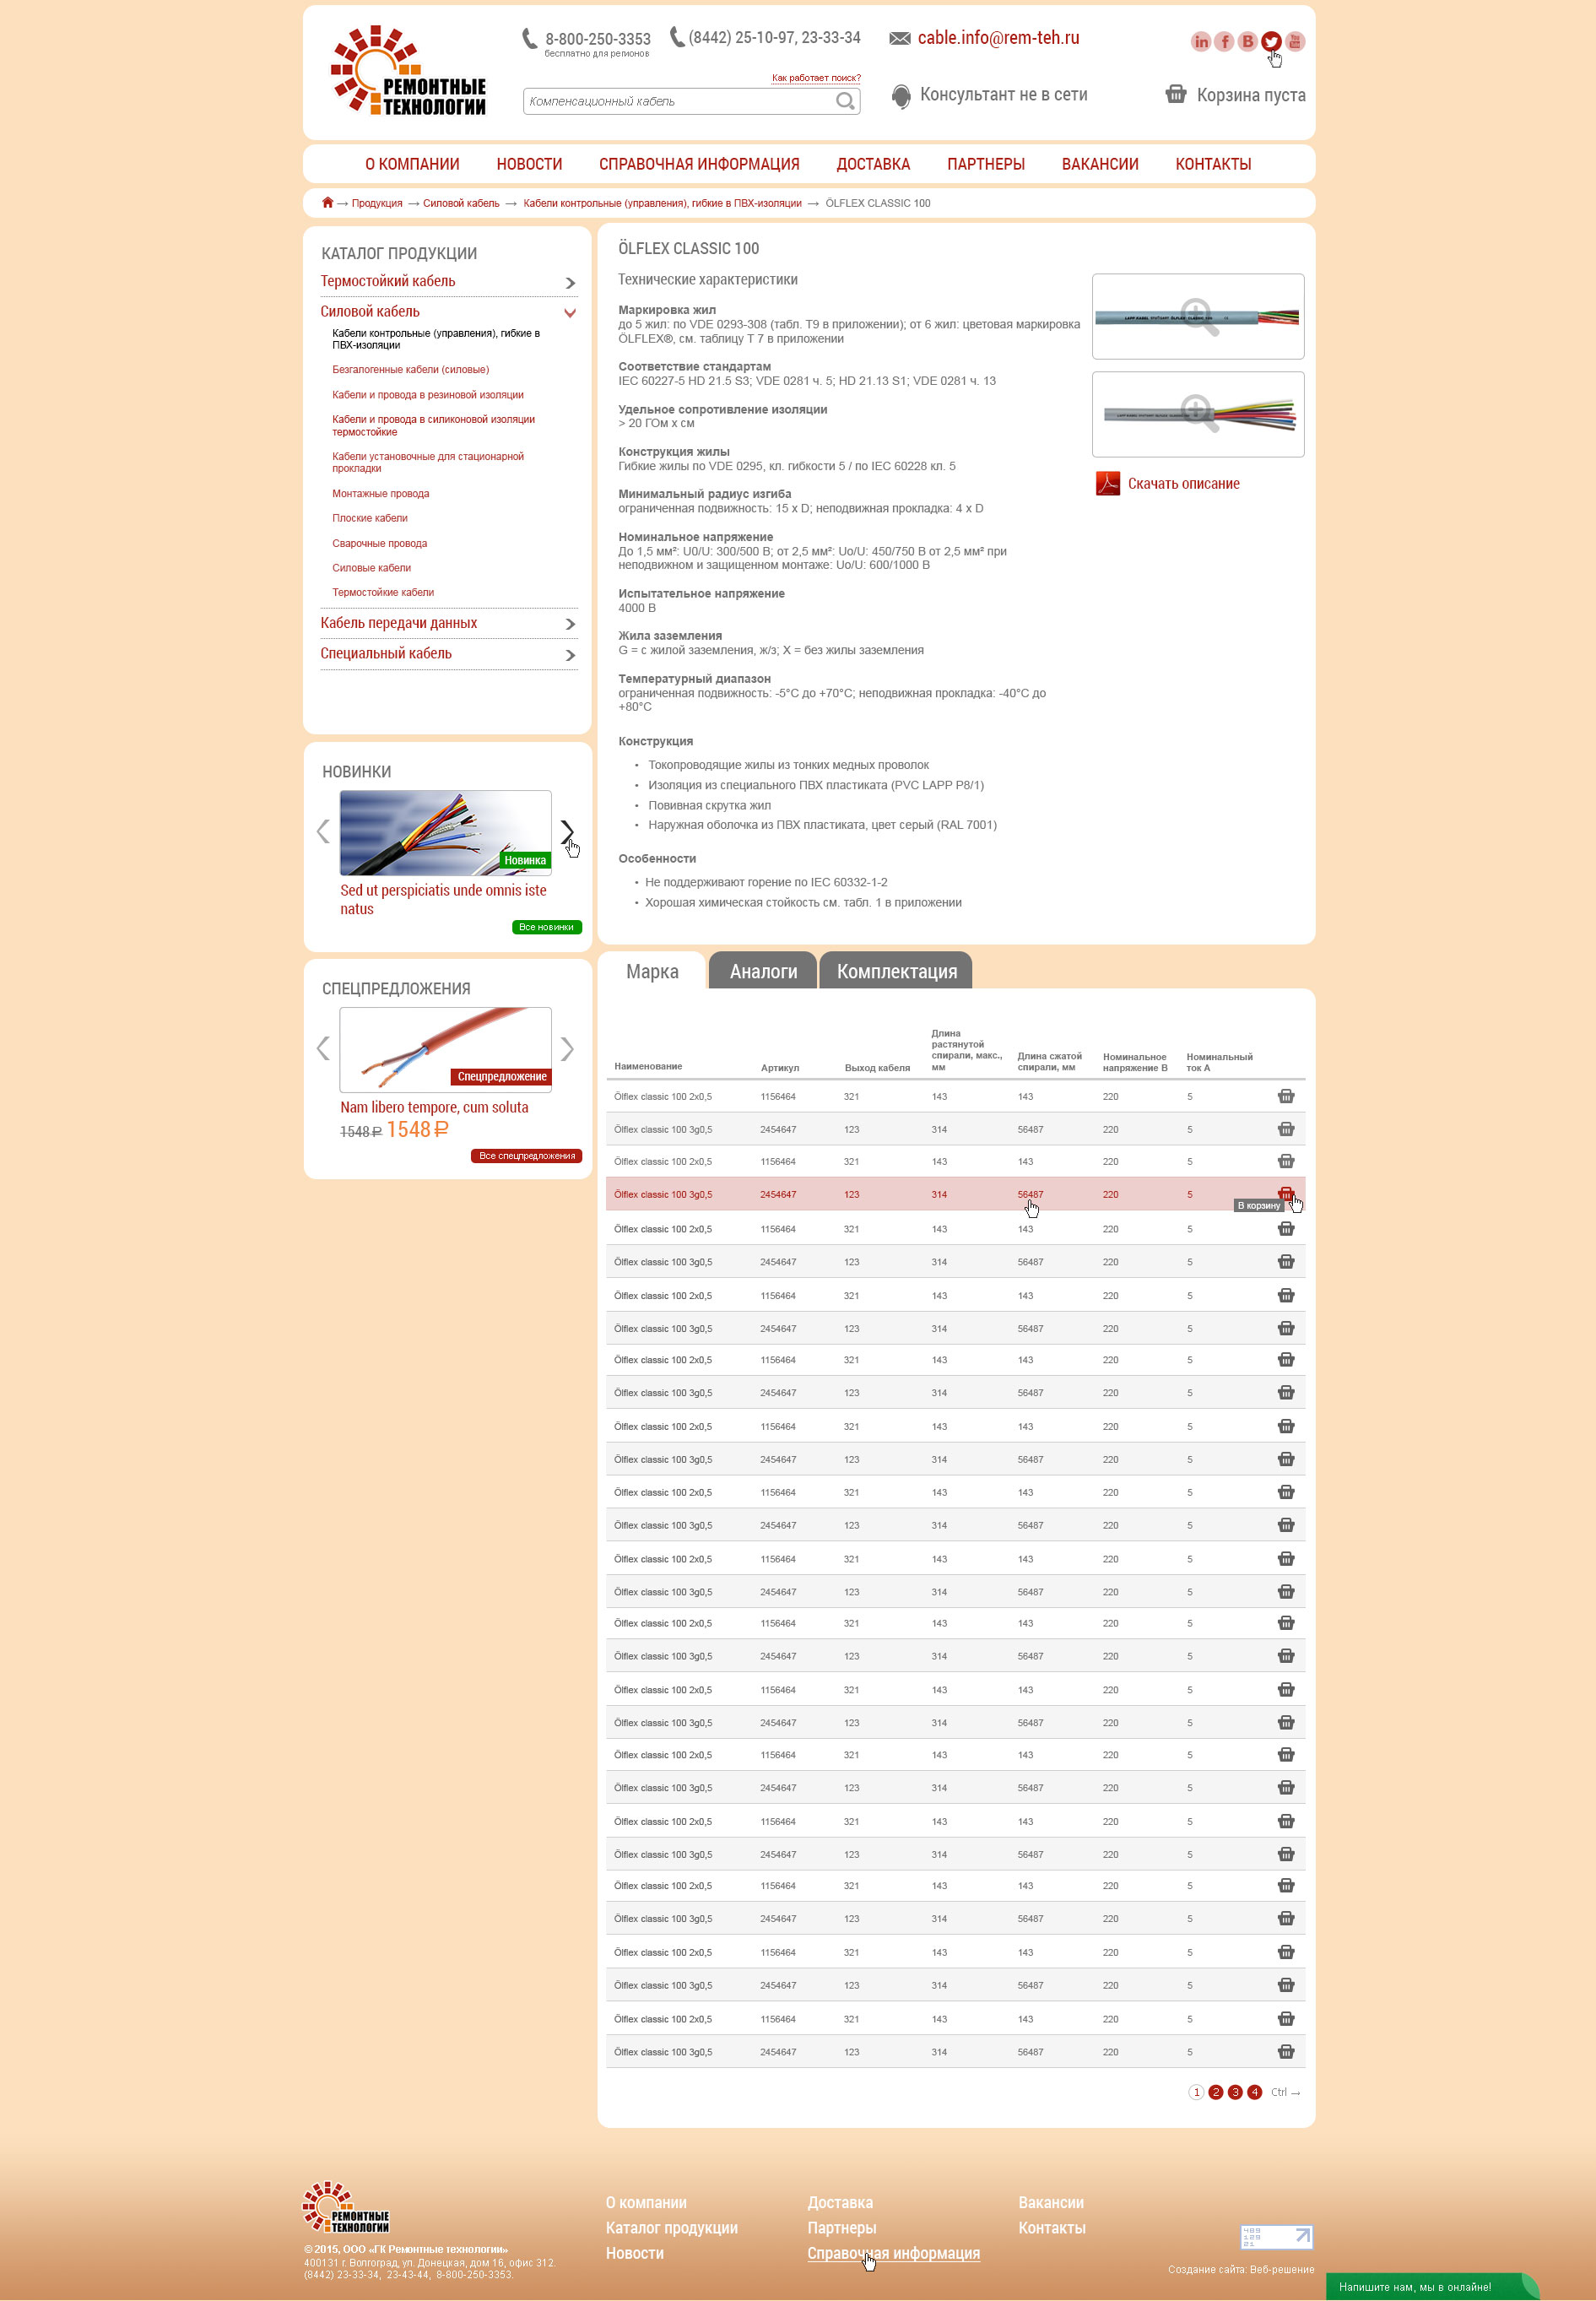 РЕМОНТНЫЕ
ТЕХНОЛОГИИ
8-800-250-3353
бесплатно для регионов
(8442) 25-10-97, 23-33-34
cable.info@rem-teh.ru
Как работает поиск?
Компенсационный кабель
Консультант не в сети
Корзина пуста
О КОМПАНИИ НОВОСТИ СПРАВОЧНАЯ ИНФОРМАЦИЯ ДОСТАВКА ПАРТНЕРЫ ВАКАНСИИ КОНТАКТЫ
→ Продукция → Силовой кабель → Кабели контрольные (управления), гибкие в ПВХ-изоляции → ÖLFLEX CLASSIC 100
КАТАЛОГ ПРОДУКЦИИ
Термостойкий кабель
Силовой кабель
Кабели контрольные (управления), гибкие в
ПВХ-изоляции
Безгалогенные кабели (силовые)
Кабели и провода в резиновой изоляции
Кабели и провода в силиконовой изоляции
термостойкие
Кабели установочные для стационарной
прокладки
Монтажные провода
Плоские кабели
Сварочные провода
Силовые кабели
Термостойкие кабели
Кабель передачи данных
Специальный кабель
НОВИНКИ
Новинка
Sed ut perspiciatis unde omnis iste
natus
Все новинки
СПЕЦПРЕДЛОЖЕНИЯ
Спецпредложение
Nam libero tempore, cum soluta
1548 ₽ 1548 ₽
Все спецпредложения
ÖLFLEX CLASSIC 100
Технические характеристики
Маркировка жил
до 5 жил: по VDE 0293-308 (табл. Т9 в приложении); от 6 жил: цветовая маркировка
ÖLFLEX®, см. таблицу Т 7 в приложении
Соответствие стандартам
IEC 60227-5 HD 21.5 S3; VDE 0281 ч. 5; HD 21.13 S1; VDE 0281 ч. 13
Удельное сопротивление изоляции
> 20 ГОм x см
Конструкция жилы
Гибкие жилы по VDE 0295, кл. гибкости 5 / по IEC 60228 кл. 5
Минимальный радиус изгиба
ограниченная подвижность: 15 x D; неподвижная прокладка: 4 x D
Номинальное напряжение
До 1,5 мм²: U0/U: 300/500 В; от 2,5 мм²: Uo/U: 450/750 В от 2,5 мм² при
неподвижном и защищенном монтаже: Uo/U: 600/1000 В
Испытательное напряжение
4000 В
Жила заземления
G = с жилой заземления, ж/з; X = без жилы заземления
Температурный диапазон
ограниченная подвижность: -5°C до +70°C; неподвижная прокладка: -40°C до
+80°C
Конструкция
• Токопроводящие жилы из тонких медных проволок
• Изоляция из специального ПВХ пластиката (PVC LAPP P8/1)
• Повивная скрутка жил
• Наружная оболочка из ПВХ пластиката, цвет серый (RAL 7001)
Особенности
• Не поддерживают горение по IEC 60332-1-2
• Хорошая химическая стойкость см. табл. 1 в приложении
Скачать описание
Марка Аналоги Комплектация
Наименование Артикул Выход кабеля Длина растянутой спирали, макс., мм Длина сжатой спирали, мм Номинальное напряжение В Номинальный ток А
Ölflex classic 100 2x0,5 1156464 321 143 143 220 5
Ölflex classic 100 3g0,5 2454647 123 314 56487 220 5
Ölflex classic 100 2x0,5 1156464 321 143 143 220 5
Ölflex classic 100 3g0,5 2454647 123 314 56487 220 5
В корзину
Ölflex classic 100 2x0,5 1156464 321 143 143 220 5
Ölflex classic 100 3g0,5 2454647 123 314 56487 220 5
Ölflex classic 100 2x0,5 1156464 321 143 143 220 5
Ölflex classic 100 3g0,5 2454647 123 314 56487 220 5
Ölflex classic 100 2x0,5 1156464 321 143 143 220 5
Ölflex classic 100 3g0,5 2454647 123 314 56487 220 5
Ölflex classic 100 2x0,5 1156464 321 143 143 220 5
Ölflex classic 100 3g0,5 2454647 123 314 56487 220 5
Ölflex classic 100 2x0,5 1156464 321 143 143 220 5
Ölflex classic 100 3g0,5 2454647 123 314 56487 220 5
Ölflex classic 100 2x0,5 1156464 321 143 143 220 5
Ölflex classic 100 3g0,5 2454647 123 314 56487 220 5
Ölflex classic 100 2x0,5 1156464 321 143 143 220 5
Ölflex classic 100 3g0,5 2454647 123 314 56487 220 5
Ölflex classic 100 2x0,5 1156464 321 143 143 220 5
Ölflex classic 100 3g0,5 2454647 123 314 56487 220 5
Ölflex classic 100 2x0,5 1156464 321 143 143 220 5
Ölflex classic 100 3g0,5 2454647 123 314 56487 220 5
Ölflex classic 100 2x0,5 1156464 321 143 143 220 5
Ölflex classic 100 3g0,5 2454647 123 314 56487 220 5
Ölflex classic 100 2x0,5 1156464 321 143 143 220 5
Ölflex classic 100 3g0,5 2454647 123 314 56487 220 5
Ölflex classic 100 2x0,5 1156464 321 143 143 220 5
Ölflex classic 100 3g0,5 2454647 123 314 56487 220 5
Ölflex classic 100 2x0,5 1156464 321 143 143 220 5
Ölflex classic 100 3g0,5 2454647 123 314 56487 220 5
1 2 3 4 Ctrl →
РЕМОНТНЫЕ
ТЕХНОЛОГИИ
© 2015, ООО «ГК Ремонтные технологии»
400131 г. Волгоград, ул. Донецкая, дом 16, офис 312.
(8442) 23-33-34, 23-43-44, 8-800-250-3353.
О компании
Каталог продукции
Новости
Доставка
Партнеры
Справочная информация
Вакансии
Контакты
Создание сайта: Веб-решение
Напишите нам, мы в онлайне!